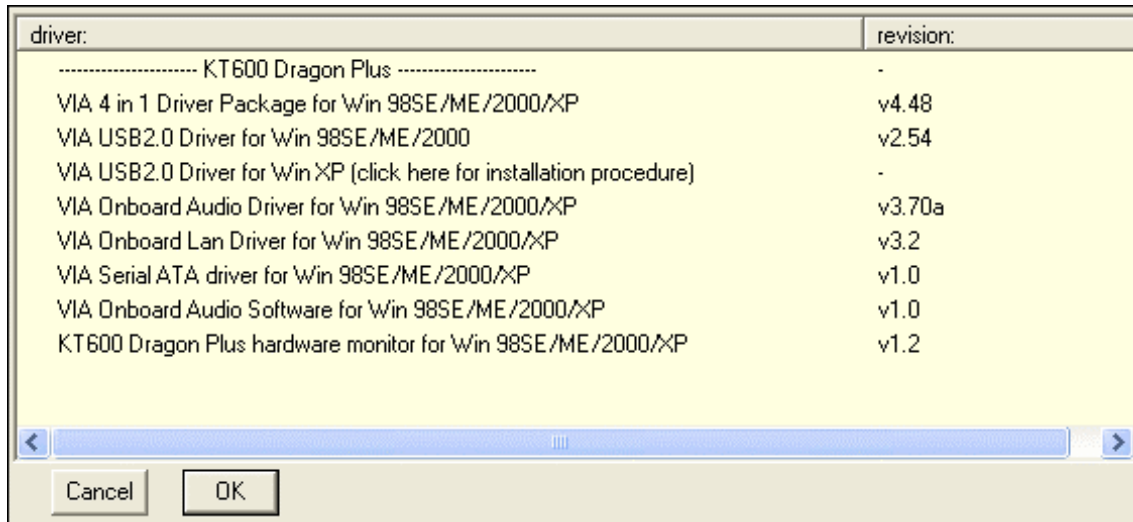 driver: revision:
---------------------- KT600 Dragon Plus ---------------------- -
VIA 4 in 1 Driver Package for Win 98SE/ME/2000/XP v4.48
VIA USB2.0 Driver for Win 98SE/ME/2000 v2.54
VIA USB2.0 Driver for Win XP (click here for installation procedure) -
VIA Onboard Audio Driver for Win 98SE/ME/2000/XP v3.70a
VIA Onboard Lan Driver for Win 98SE/ME/2000/XP v3.2
VIA Serial ATA driver for Win 98SE/ME/2000/XP v1.0
VIA Onboard Audio Software for Win 98SE/ME/2000/XP v1.0
KT600 Dragon Plus hardware monitor for Win 98SE/ME/2000/XP v1.2
Cancel OK